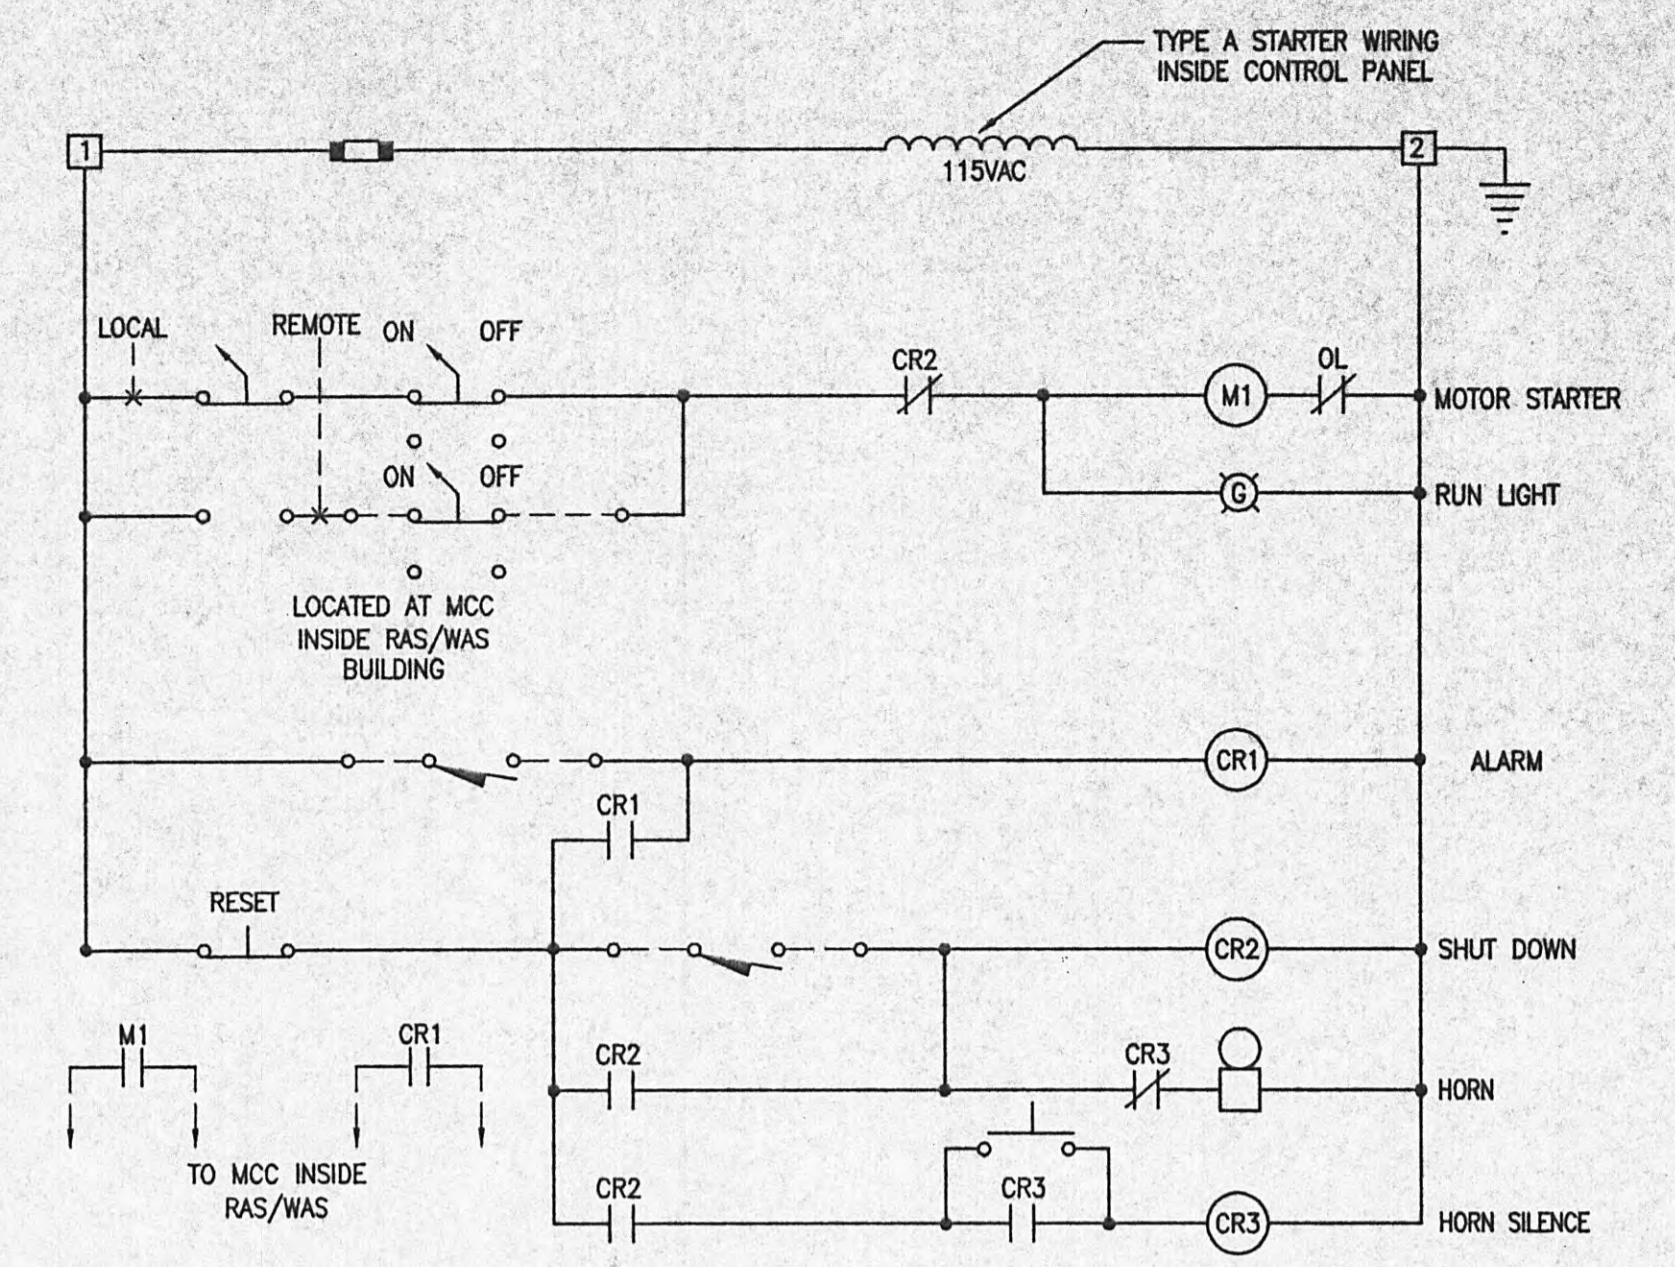 TYPE A STARTER WIRING
INSIDE CONTROL PANEL
1
2
115VAC
LOCAL
REMOTE
ON OFF
CR2
M1
OL
MOTOR STARTER
ON OFF
G
RUN LIGHT
LOCATED AT MCC
INSIDE RAS/WAS
BUILDING
CR1
ALARM
CR1
RESET
CR2
SHUT DOWN
M1
CR1
CR2
CR3
HORN
TO MCC INSIDE
RAS/WAS
CR2
CR3
CR3
HORN SILENCE